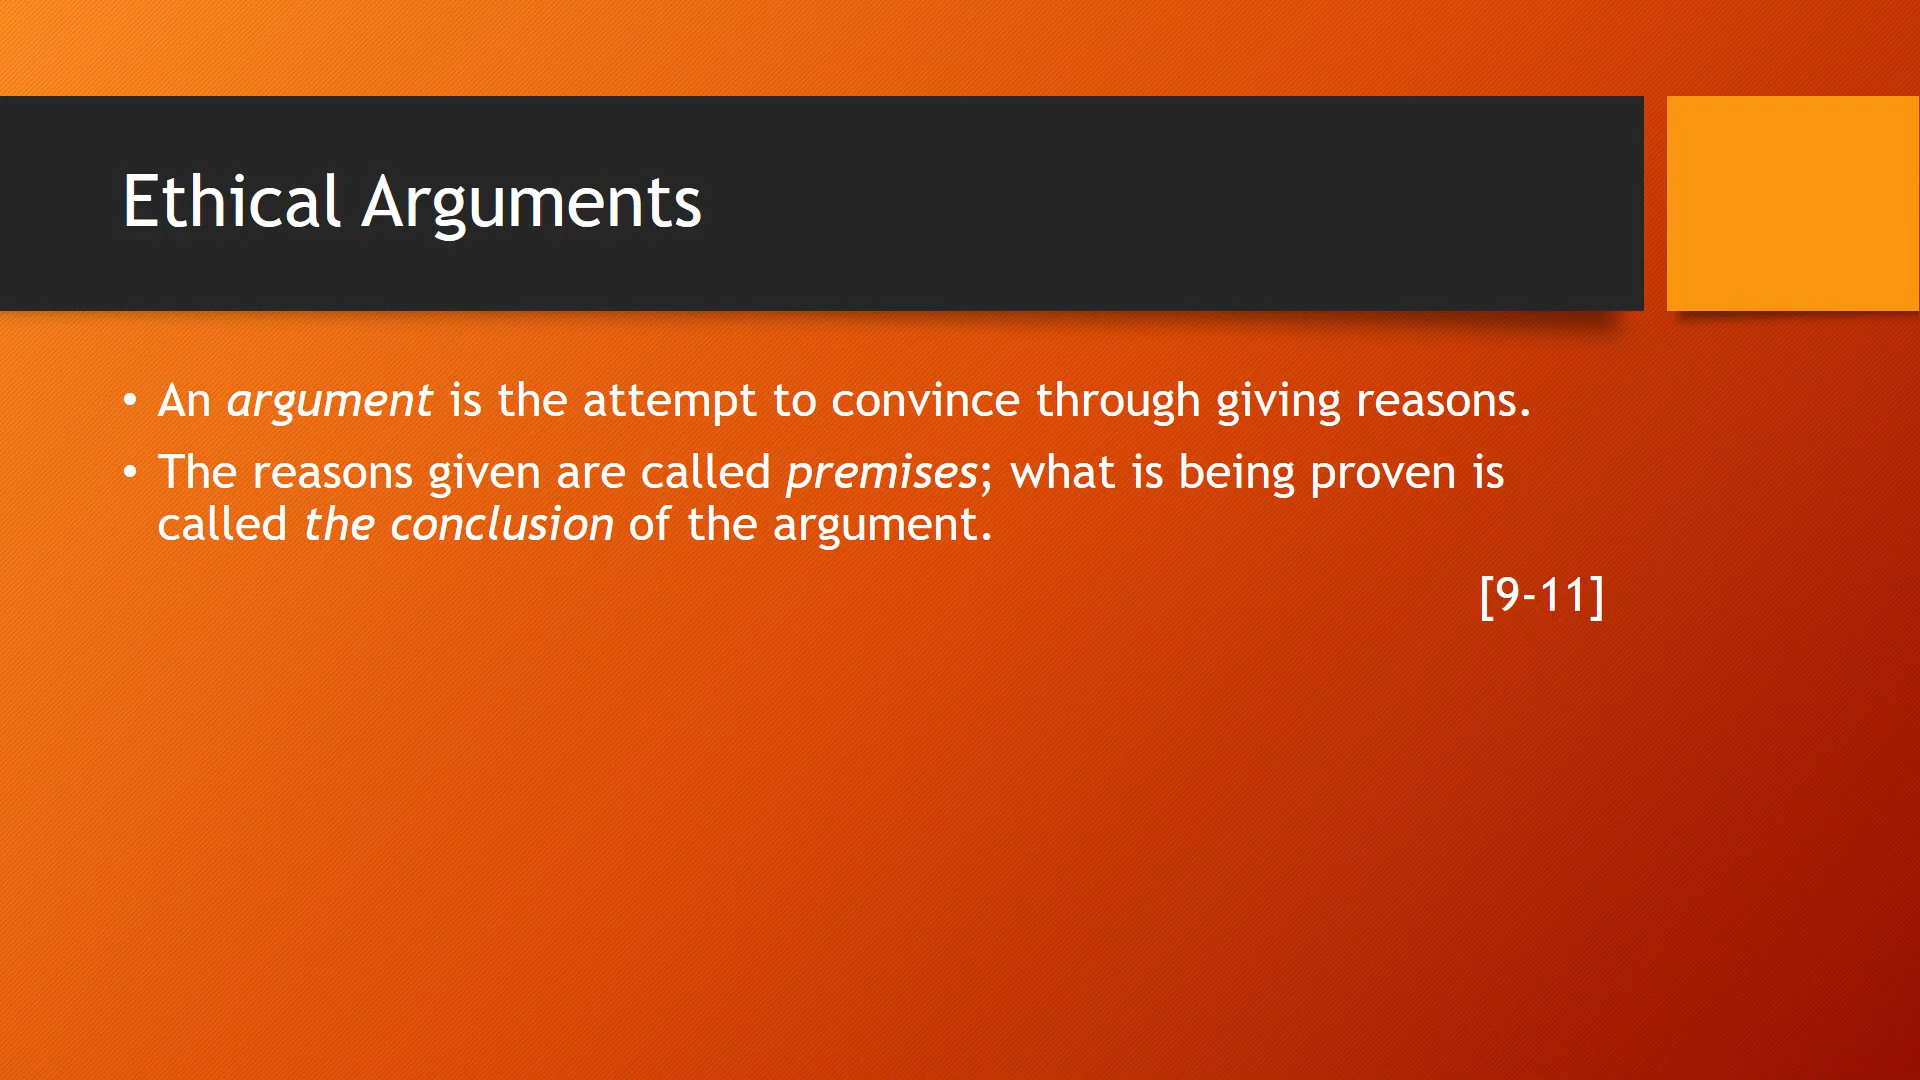 Ethical Arguments
• An argument is the attempt to convince through giving reasons.
• The reasons given are called premises; what is being proven is
called the conclusion of the argument.
[9-11]